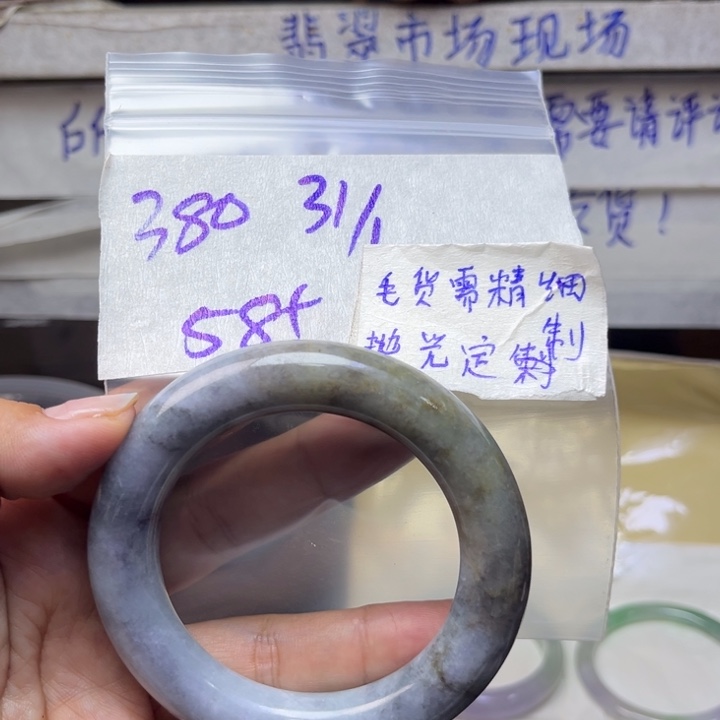 翡翠市场现场
需要请评
货！
380 31/1
58+
毛货需精细
抛光定制